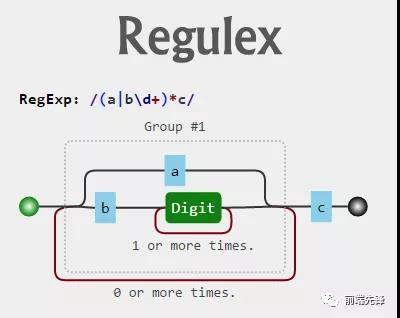 Regulex
RegExp: /(a|b\d+)*c/
Group #1
a
b Digit c
1 or more times.
0 or more times.
前端先锋